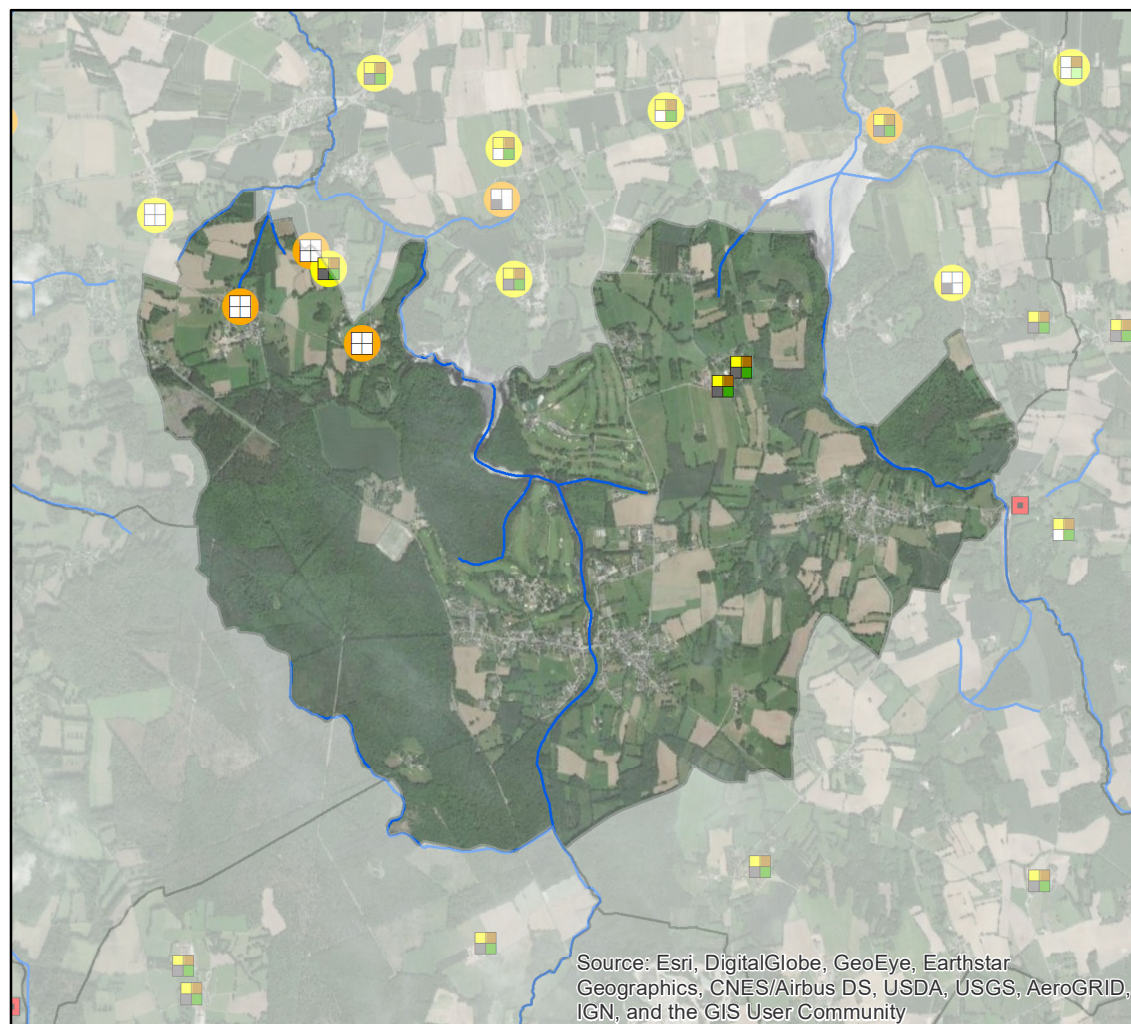 Source: Esri, DigitalGlobe, GeoEye, Earthstar
Geographics, CNES/Airbus DS, USDA, USGS, AeroGRID,
IGN, and the GIS User Community